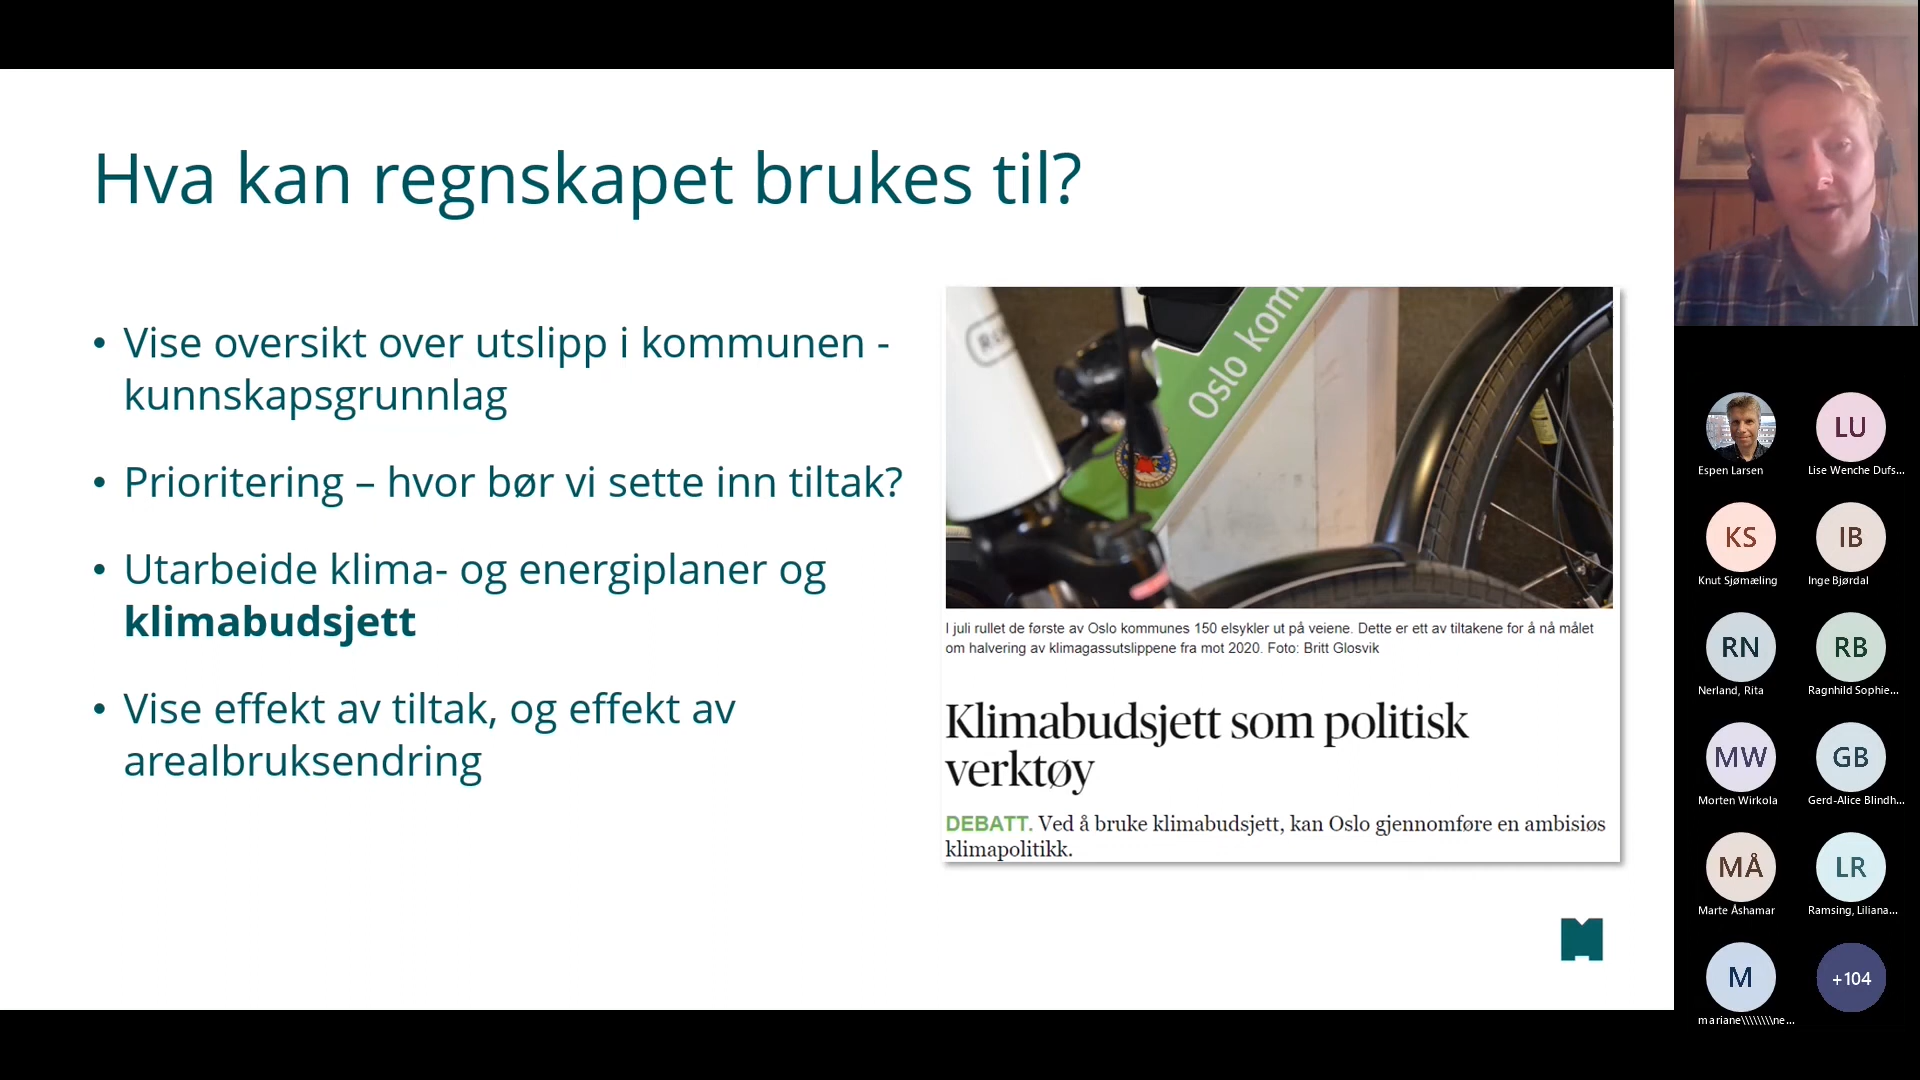 Hva kan regnskapet brukes til?
• Vise oversikt over utslipp i kommunen -
kunnskapsgrunnlag
• Prioritering – hvor bør vi sette inn tiltak?
• Utarbeide klima- og energiplaner og
klimabudsjett
• Vise effekt av tiltak, og effekt av
arealbruksendring
Oslo kom
I juli rullet de første av Oslo kommunes 150 elsykler ut på veiene. Dette er ett av tiltakene for å nå målet
om halvering av klimagassutslippene fra mot 2020. Foto: Britt Glosvik
Klimabudsjett som politisk
verktøy
DEBATT. Ved å bruke klimabudsjett, kan Oslo gjennomføre en ambisiøs
klimapolitikk.
Espen Larsen
LU
Lise Wenche Dufs...
KS
Knut Sjømæling
IB
Inge Bjørdal
RN
Nerland, Rita
RB
Ragnhild Sophie...
MW
Morten Wirkola
GB
Gerd-Alice Blindh...
MÅ
Marte Åshamar
LR
Ramsing, Liliana...
M
mariane\\\\\\\\ne...
+104